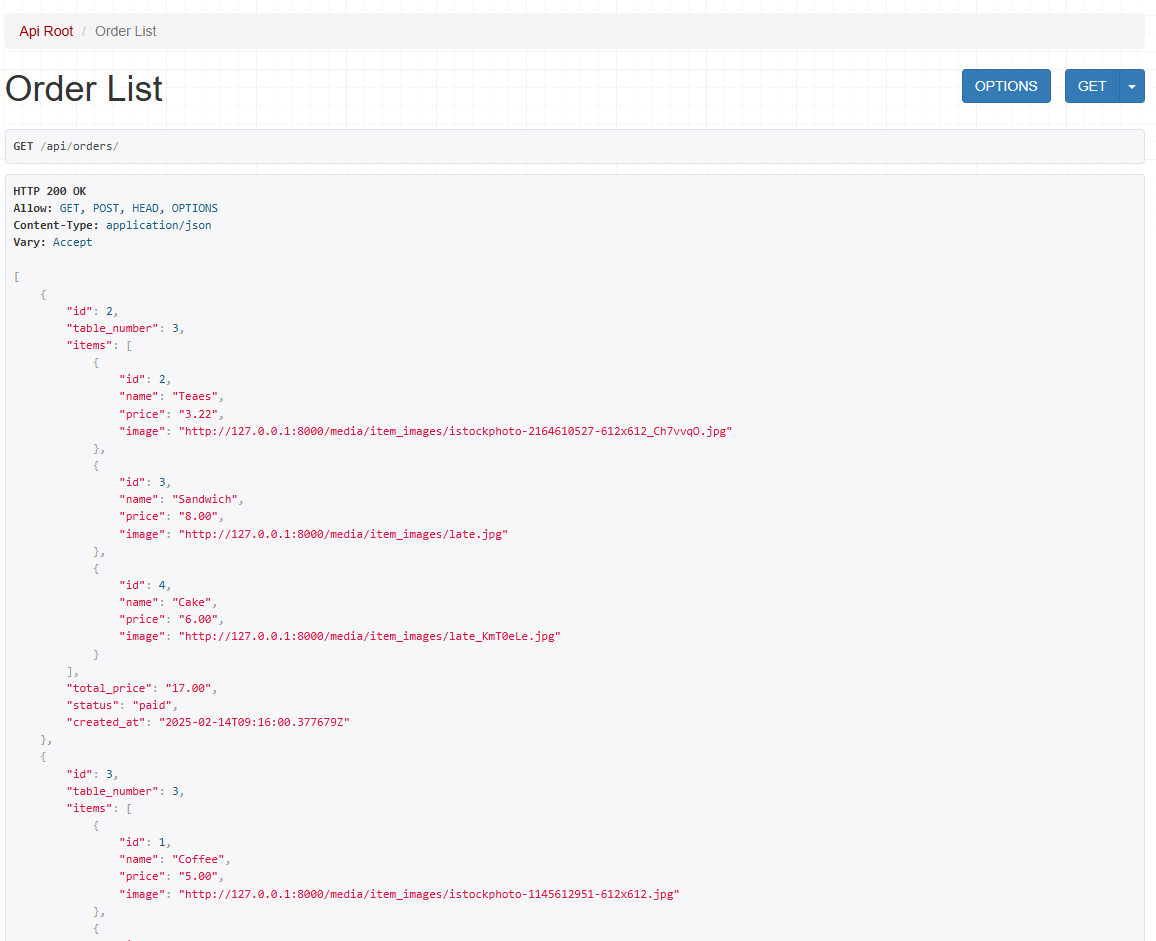 Api Root / Order List
Order List
OPTIONS GET
GET /api/orders/
HTTP 200 OK
Allow: GET, POST, HEAD, OPTIONS
Content-Type: application/json
Vary: Accept
[
    {
        "id": 2,
        "table_number": 3,
        "items": [
            {
                "id": 2,
                "name": "Teaes",
                "price": "3.22",
                "image": "http://127.0.0.1:8000/media/item_images/istockphoto-2164610527-612x612_Ch7vvqO.jpg"
            },
            {
                "id": 3,
                "name": "Sandwich",
                "price": "8.00",
                "image": "http://127.0.0.1:8000/media/item_images/late.jpg"
            },
            {
                "id": 4,
                "name": "Cake",
                "price": "6.00",
                "image": "http://127.0.0.1:8000/media/item_images/late_KmT0eLe.jpg"
            }
        ],
        "total_price": "17.00",
        "status": "paid",
        "created_at": "2025-02-14T09:16:00.377679Z"
    },
    {
        "id": 3,
        "table_number": 3,
        "items": [
            {
                "id": 1,
                "name": "Coffee",
                "price": "5.00",
                "image": "http://127.0.0.1:8000/media/item_images/istockphoto-1145612951-612x612.jpg"
            },
            {